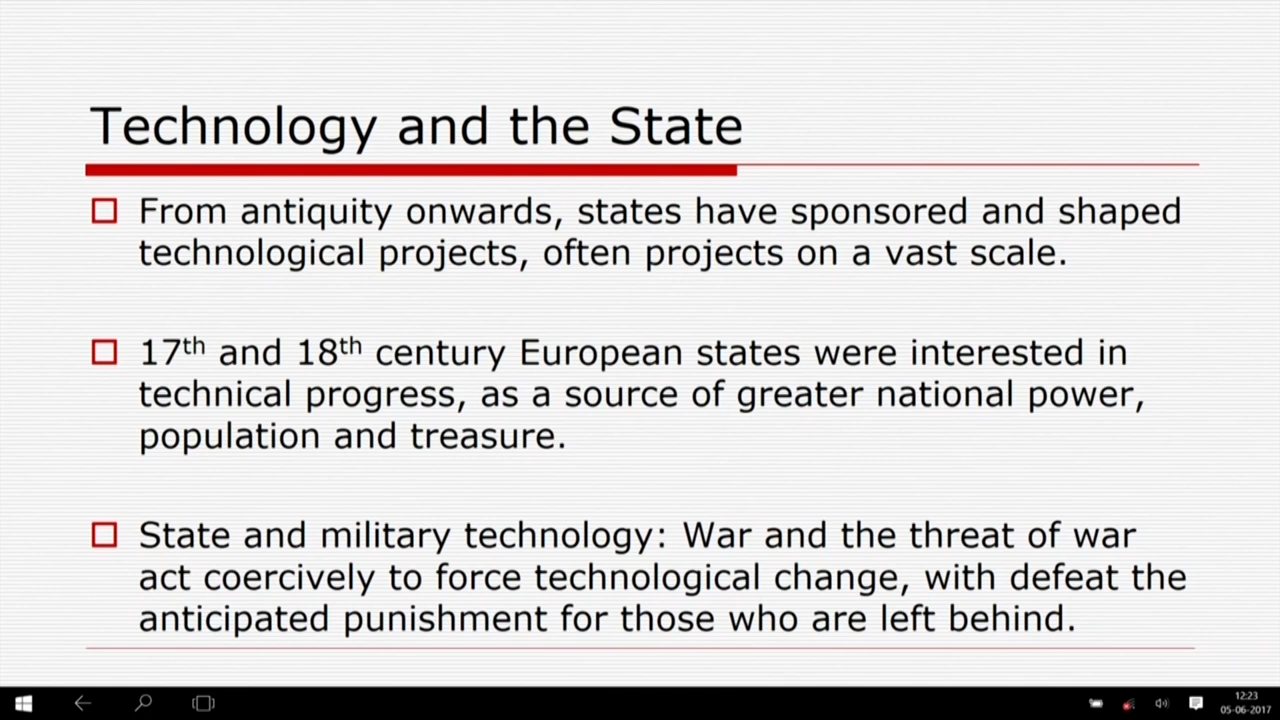 Technology and the State
From antiquity onwards, states have sponsored and shaped
technological projects, often projects on a vast scale.
17th and 18th century European states were interested in
technical progress, as a source of greater national power,
population and treasure.
State and military technology: War and the threat of war
act coercively to force technological change, with defeat the
anticipated punishment for those who are left behind.
12:23
05-06-2017